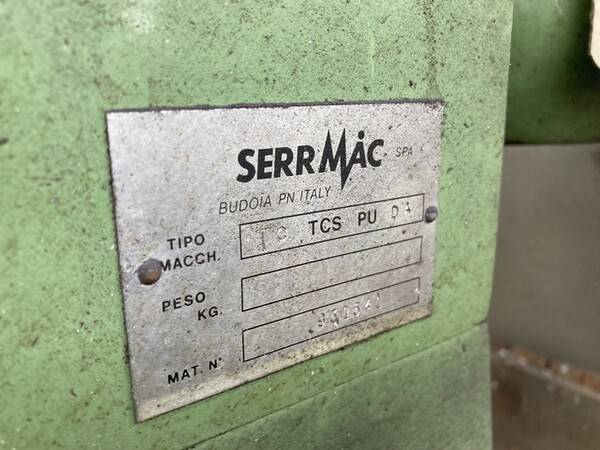 SERRMAC SPA
BUDOIA PN ITALY
TIPO MACCH. TC TCS PU
PESO KG.
MAT. N°